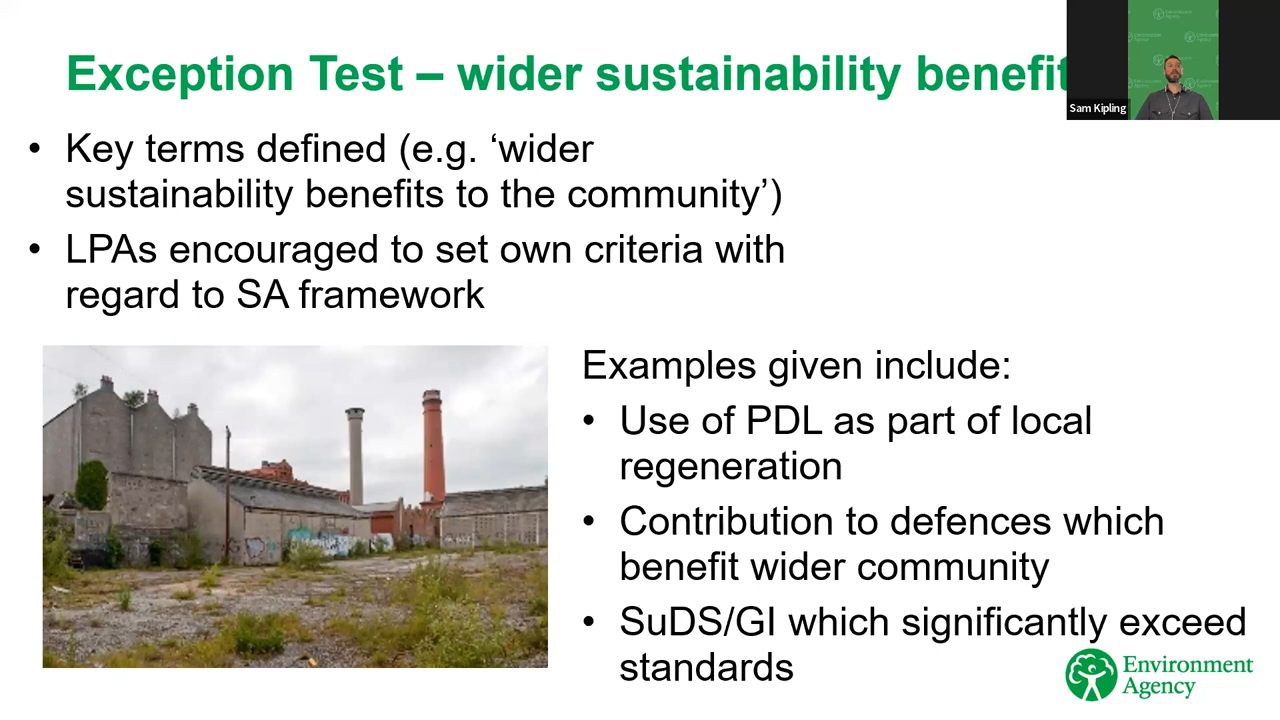 Exception Test – wider sustainability benefit
Sam Kipling
• Key terms defined (e.g. ‘wider
sustainability benefits to the community’)
• LPAs encouraged to set own criteria with
regard to SA framework
Examples given include:
• Use of PDL as part of local
regeneration
• Contribution to defences which
benefit wider community
• SuDS/GI which significantly exceed
standards
Environment
Agency